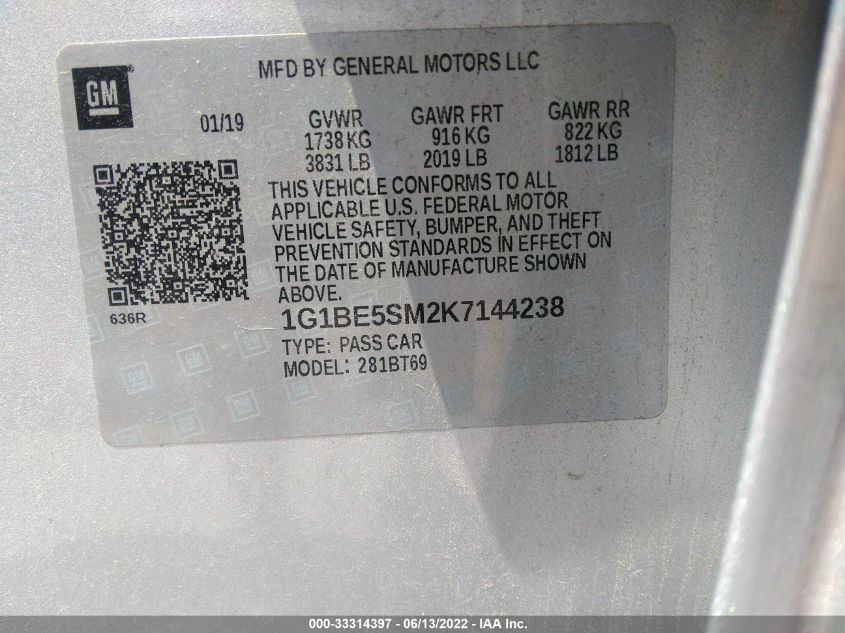 GM
MFD BY GENERAL MOTORS LLC
01/19
GVWR GAWR FRT GAWR RR
1738 KG 916 KG 822 KG
3831 LB 2019 LB 1812 LB
THIS VEHICLE CONFORMS TO ALL
APPLICABLE U.S. FEDERAL MOTOR
VEHICLE SAFETY, BUMPER, AND THEFT
PREVENTION STANDARDS IN EFFECT ON
THE DATE OF MANUFACTURE SHOWN
ABOVE.
636R
1G1BE5SM2K7144238
TYPE: PASS CAR
MODEL: 281BT69
000-33314397 - 06/13/2022 - IAA, Inc.